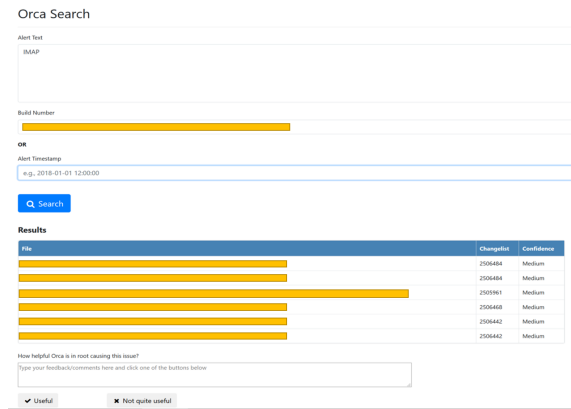 Orca Search
Alert Text
IMAP
Build Number
OR
Alert Timestamp
e.g., 2018-01-01 12:00:00
Search
Results
File Changelist Confidence
2506484 Medium
2506484 Medium
2505961 Medium
2506468 Medium
2506442 Medium
2506442 Medium
How helpful Orca is in root causing this issue?
Type your feedback/comments here and click one of the buttons below
✔ Useful ✖ Not quite useful